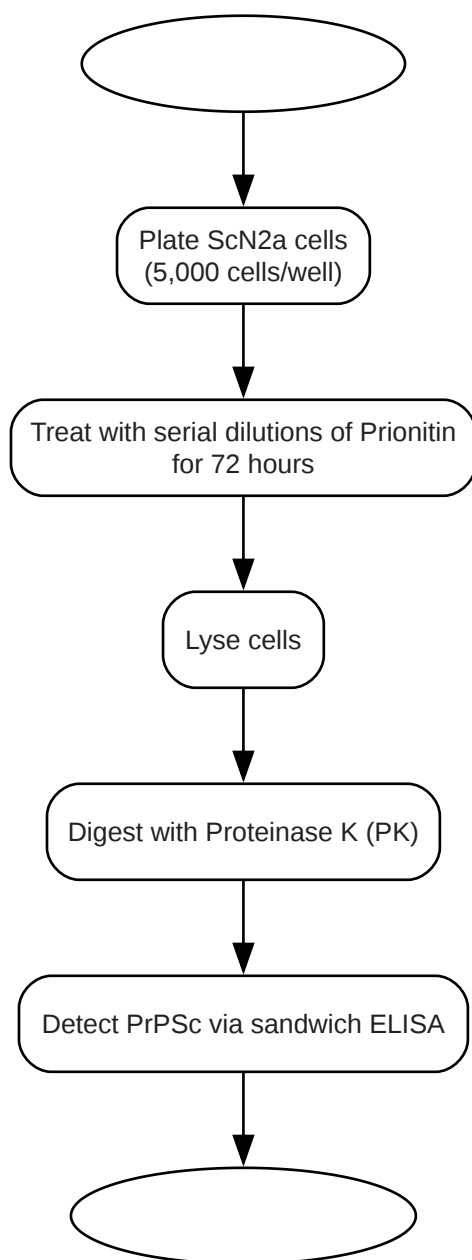 Plate ScN2a cells
(5,000 cells/well)
Treat with serial dilutions of Prionitin
for 72 hours
Lyse cells
Digest with Proteinase K (PK)
Detect PrPSc via sandwich ELISA